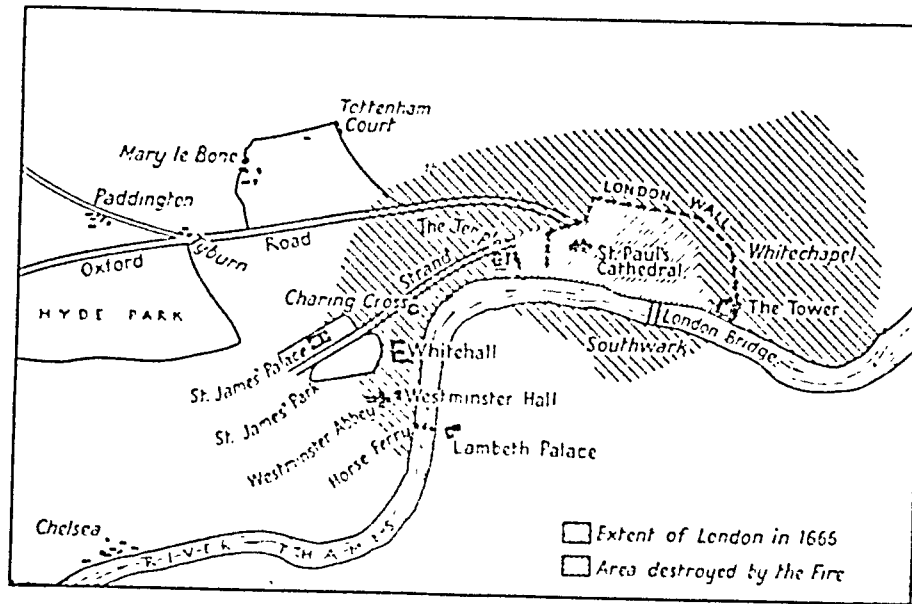 Tottenham
Court
Mary le Bone
Paddington
Tyburn
Oxford Road
HYDE PARK
The
Strand
LONDON WALL
St. Paul's
Cathedral
Whitechapel
The Tower
London Bridge
Southwark
Charing Cross
Whitehall
St. James' Palace
St. James' Park
Westminster Hall
Westminster Abbey
Horse Ferry
Lambeth Palace
Chelsea
RIVER THAMES
Extent of London in 1666
Area destroyed by the Fire